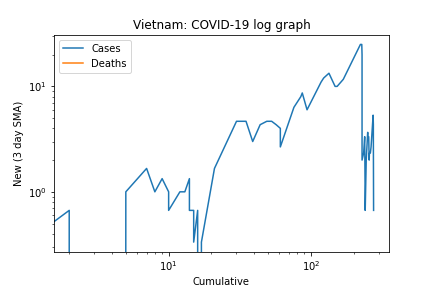 Vietnam: COVID-19 log graph
Cases
Deaths
New (3 day SMA)
10¹
10⁰
10¹
10²
Cumulative